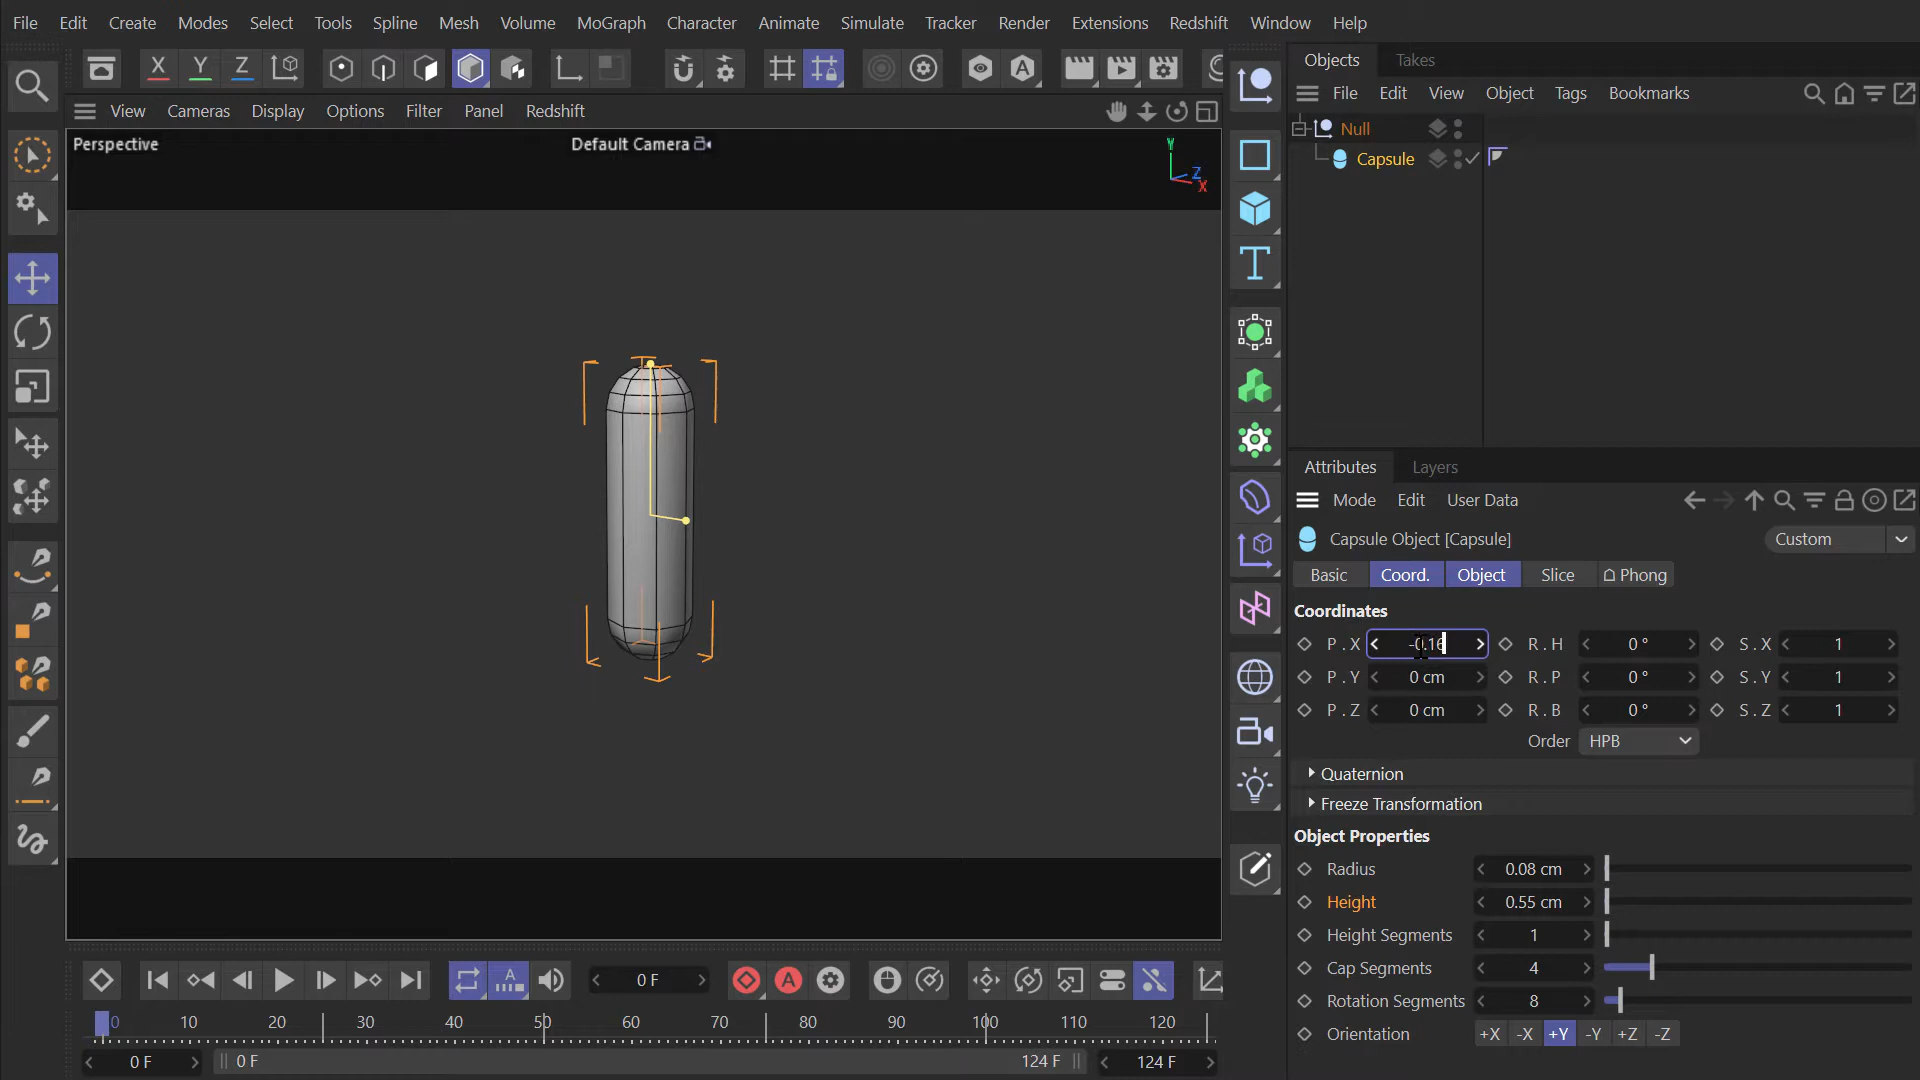 File Edit Create Modes Select Tools Spline Mesh Volume MoGraph Character Animate Simulate Tracker Render Extensions Redshift Window Help
X Y Z
View Cameras Display Options Filter Panel Redshift
Perspective
Default Camera
Y
Z
X
Objects Takes
File Edit View Object Tags Bookmarks
Null
Capsule
Attributes Layers
Mode Edit User Data
Capsule Object [Capsule]
Custom
Basic Coord. Object Slice Phong
Coordinates
P . X -0.16 R . H 0 ° S . X 1
P . Y 0 cm R . P 0 ° S . Y 1
P . Z 0 cm R . B 0 ° S . Z 1
Order HPB
Quaternion
Freeze Transformation
Object Properties
Radius 0.08 cm
Height 0.55 cm
Height Segments 1
Cap Segments 4
Rotation Segments 8
Orientation +X -X +Y -Y +Z -Z
0 F
0 10 20 30 40 50 60 70 80 90 100 110 120
0 F 0 F 124 F 124 F